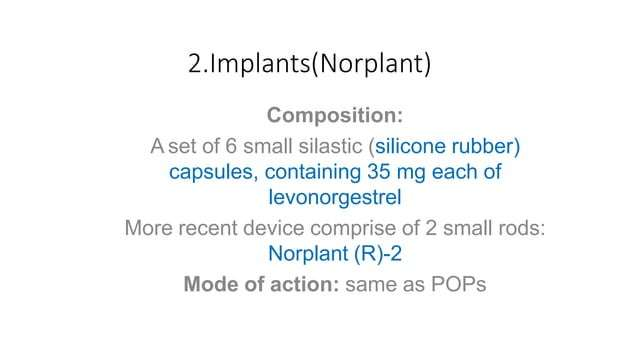 2.Implants(Norplant)
Composition:
A set of 6 small silastic (silicone rubber)
capsules, containing 35 mg each of
levonorgestrel
More recent device comprise of 2 small rods:
Norplant (R)-2
Mode of action: same as POPs